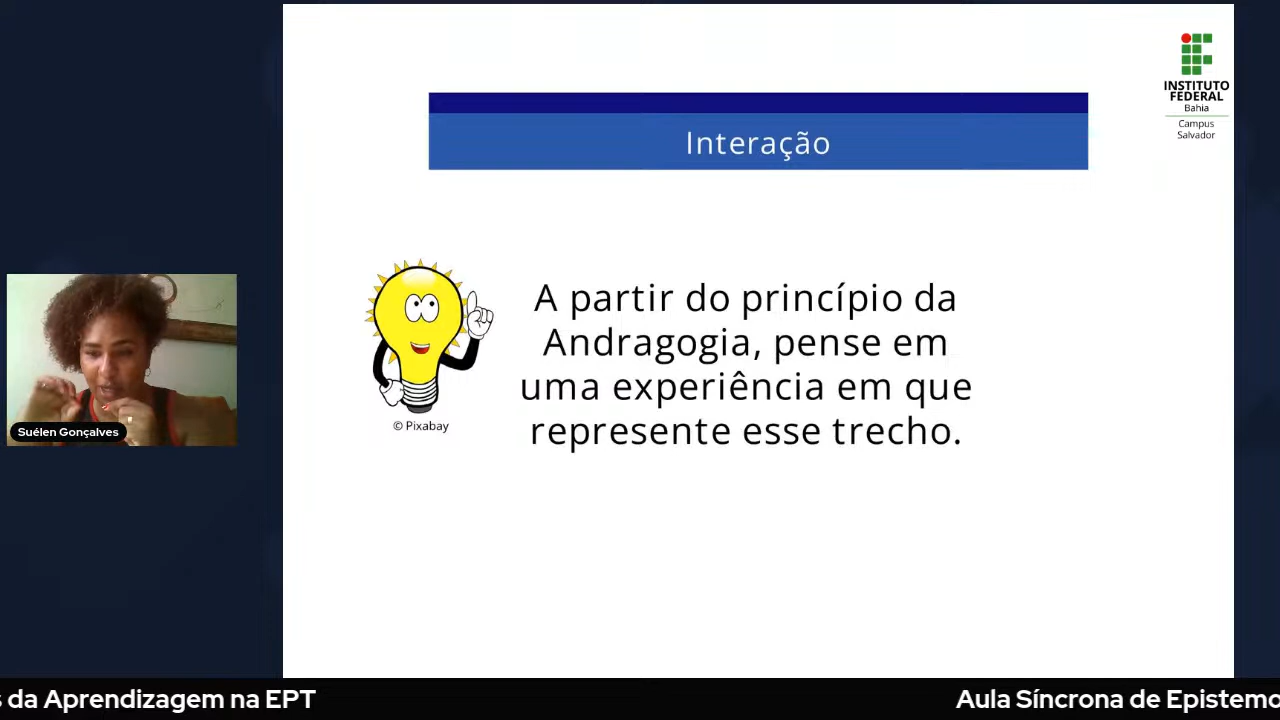 INSTITUTO
FEDERAL
Bahia
Campus
Salvador
Interação
A partir do princípio da
Andragogia, pense em
uma experiência em que
represente esse trecho.
© Pixabay
Suélen Gonçalves
da Aprendizagem na EPT
Aula Síncrona de